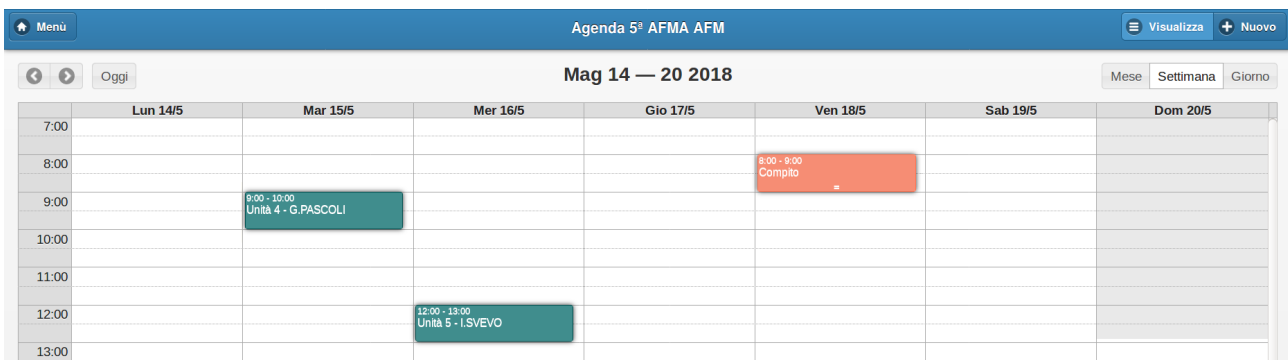 Menù
Agenda 5ª AFMA AFM
Visualizza
Nuovo
Oggi
Mag 14 — 20 2018
Mese Settimana Giorno
Lun 14/5 Mar 15/5 Mer 16/5 Gio 17/5 Ven 18/5 Sab 19/5 Dom 20/5
7:00
8:00
8:00 - 9:00
Compito
9:00
9:00 - 10:00
Unità 4 - G.PASCOLI
10:00
11:00
12:00
12:00 - 13:00
Unità 5 - I.SVEVO
13:00